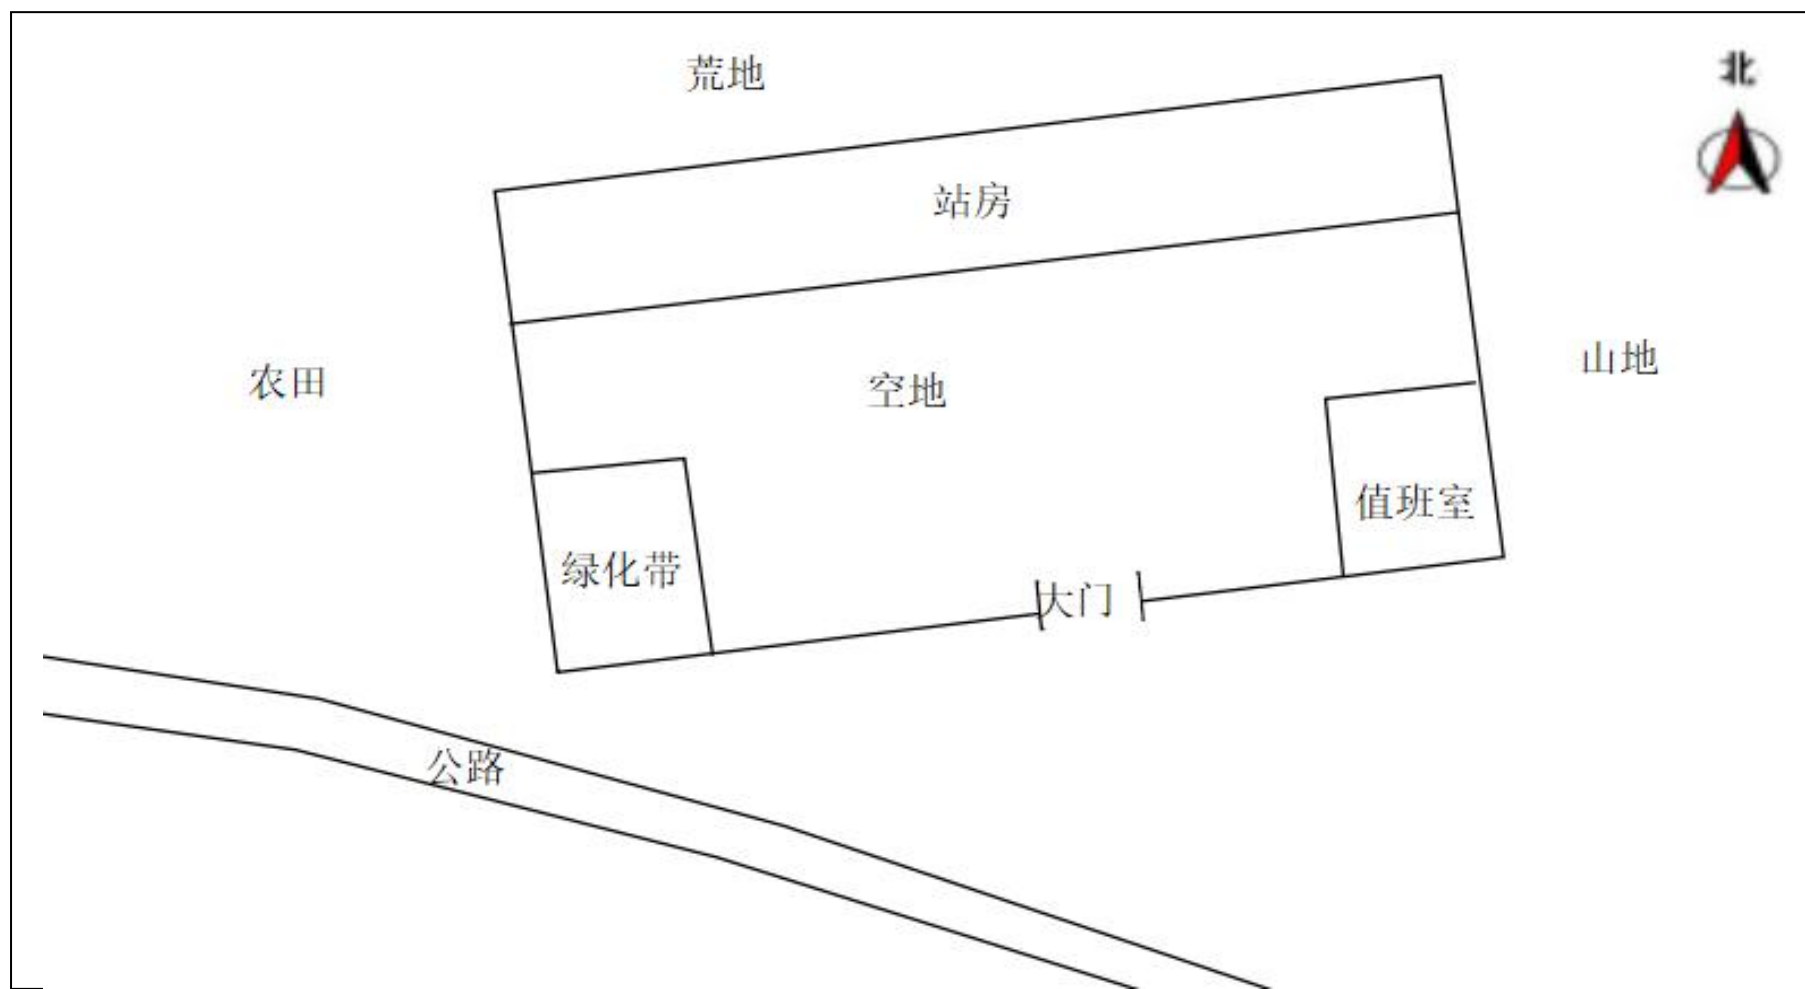 荒地
北
站房
农田
空地
山地
值班室
绿化带
大门
公路